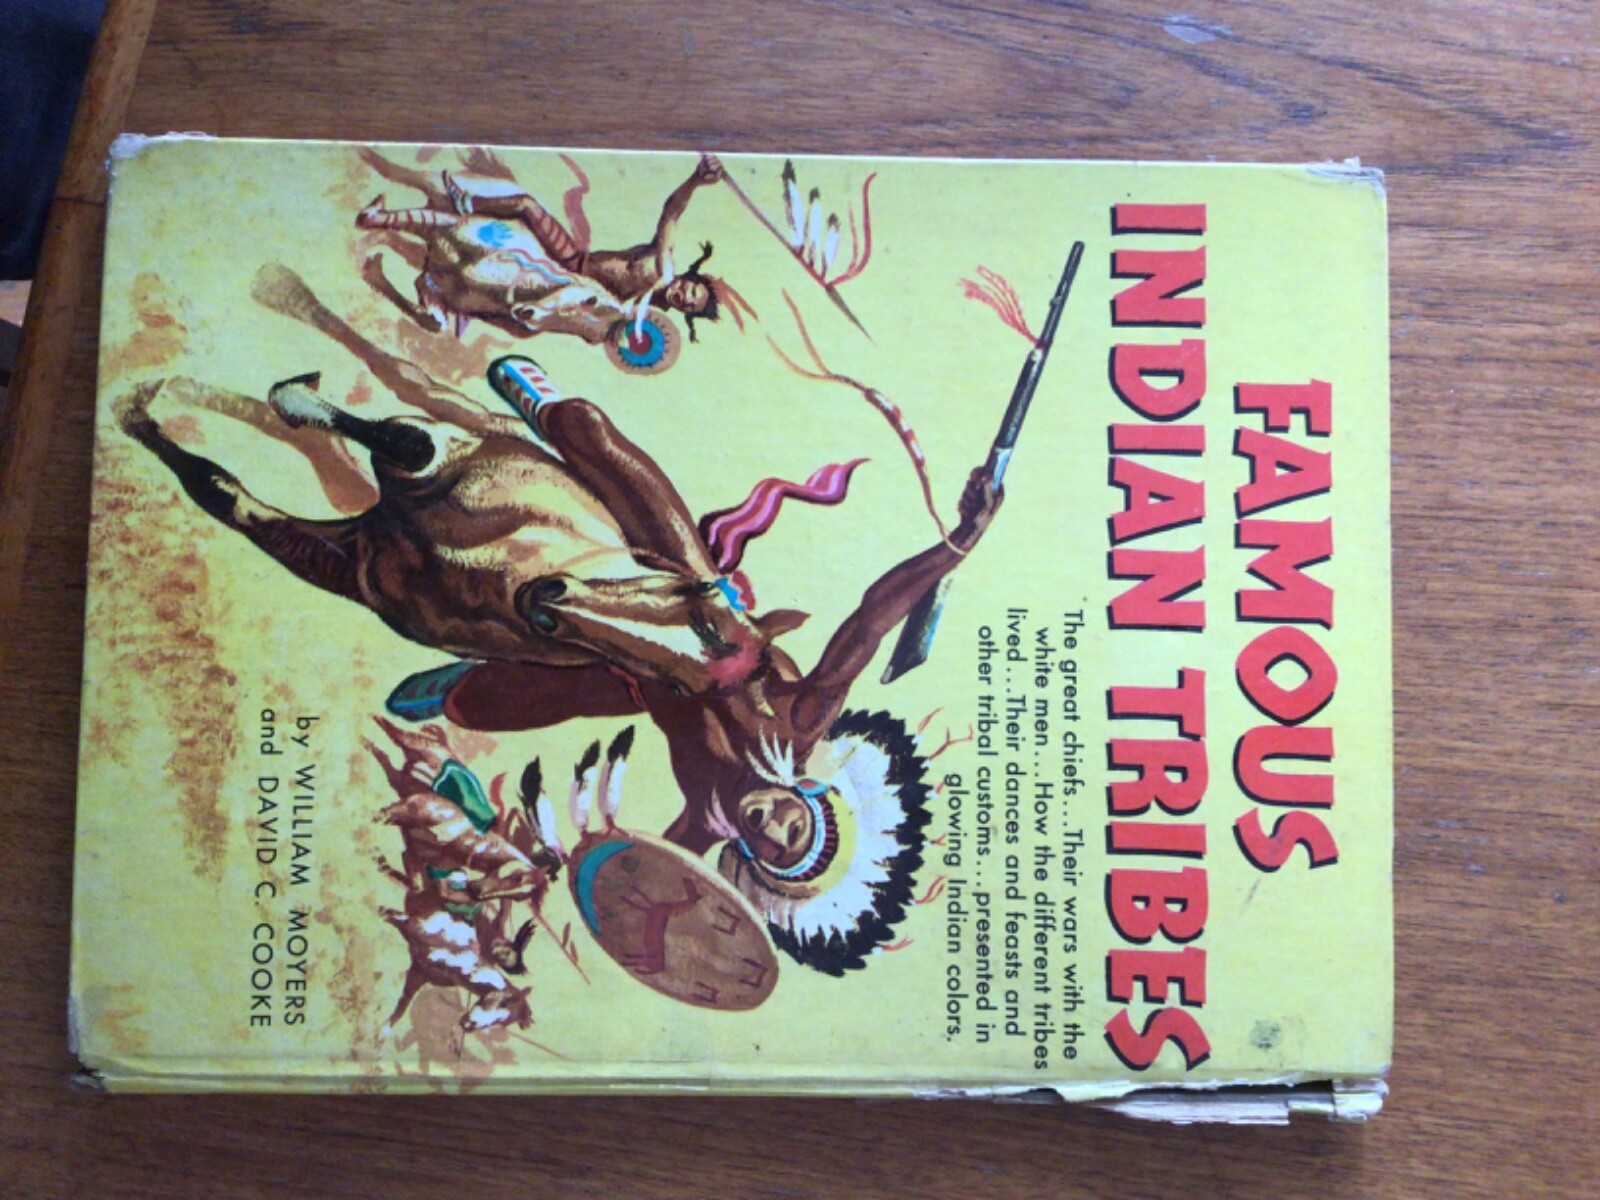 FAMOUS
INDIAN TRIBES
The great chiefs...Their wars with the
white men...How the different tribes
lived...Their dances and feasts and
other tribal customs...presented in
glowing Indian colors.
by WILLIAM MOYERS
and DAVID C. COOKE